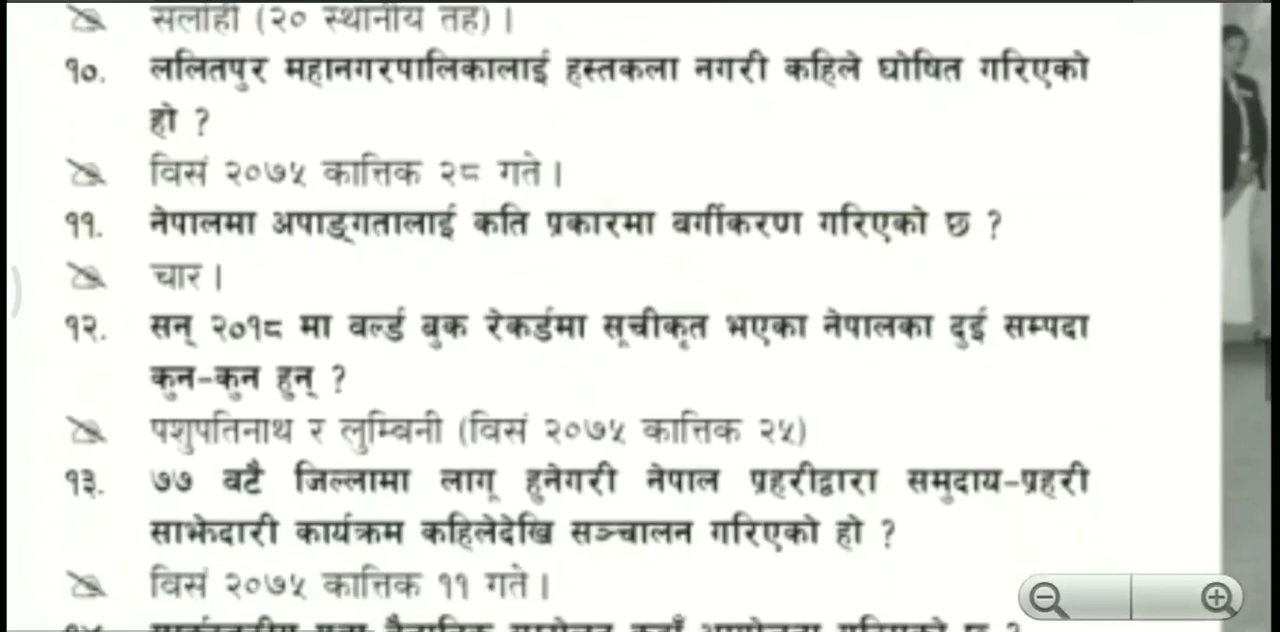 सर्लाही (२० स्थानीय तह) ।
१०. ललितपुर महानगरपालिकालाई हस्तकला नगरी कहिले घोषित गरिएको
हो ?
विसं २०७५ कात्तिक २८ गते ।
११. नेपालमा अपाङ्गतालाई कति प्रकारमा वर्गीकरण गरिएको छ ?
चार ।
१२. सन् २०१८ मा वर्ल्ड बुक रेकर्डमा सूचीकृत भएका नेपालका दुई सम्पदा
कुन-कुन हुन् ?
पशुपतिनाथ र लुम्बिनी (विसं २०७५ कात्तिक २५)
१३. ७७ वटै जिल्लामा लागू हुनेगरी नेपाल प्रहरीद्वारा समुदाय-प्रहरी
साझेदारी कार्यक्रम कहिलेदेखि सञ्चालन गरिएको हो ?
विसं २०७५ कात्तिक ११ गते ।